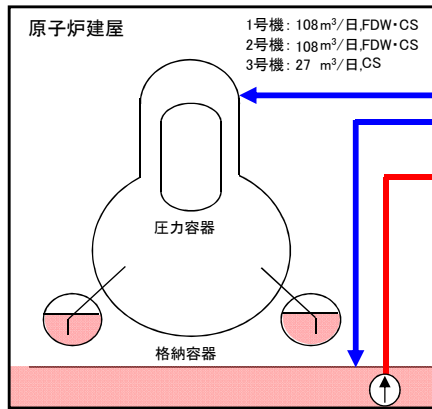 原子炉建屋
1号機: 108m³/日,FDW・CS
2号機: 108m³/日,FDW・CS
3号機: 27 m³/日,CS
圧力容器
格納容器